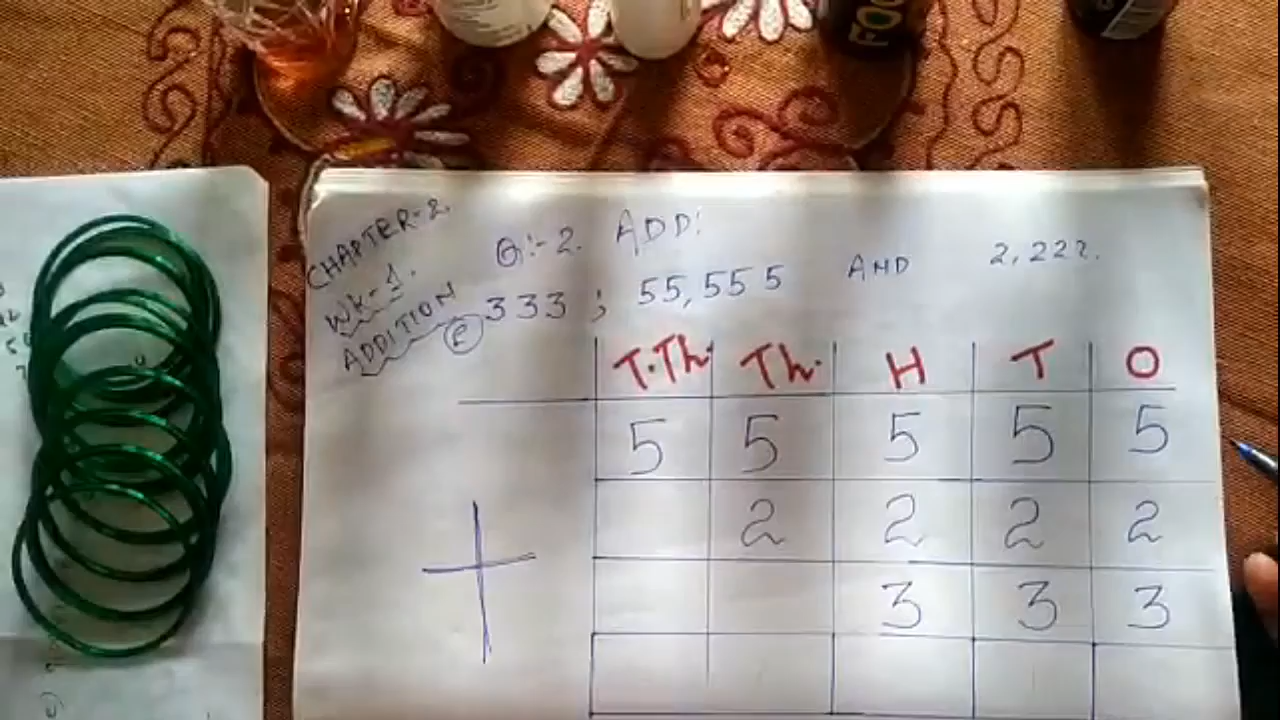 CHAPTER-2.
WK-1.
ADDITION
Q:-2. ADD:
(E) 333 ; 55,555 AND 2,222.
T.Th. Th. H T O
5 5 5 5 5
2 2 2 2
3 3 3
+
FOO